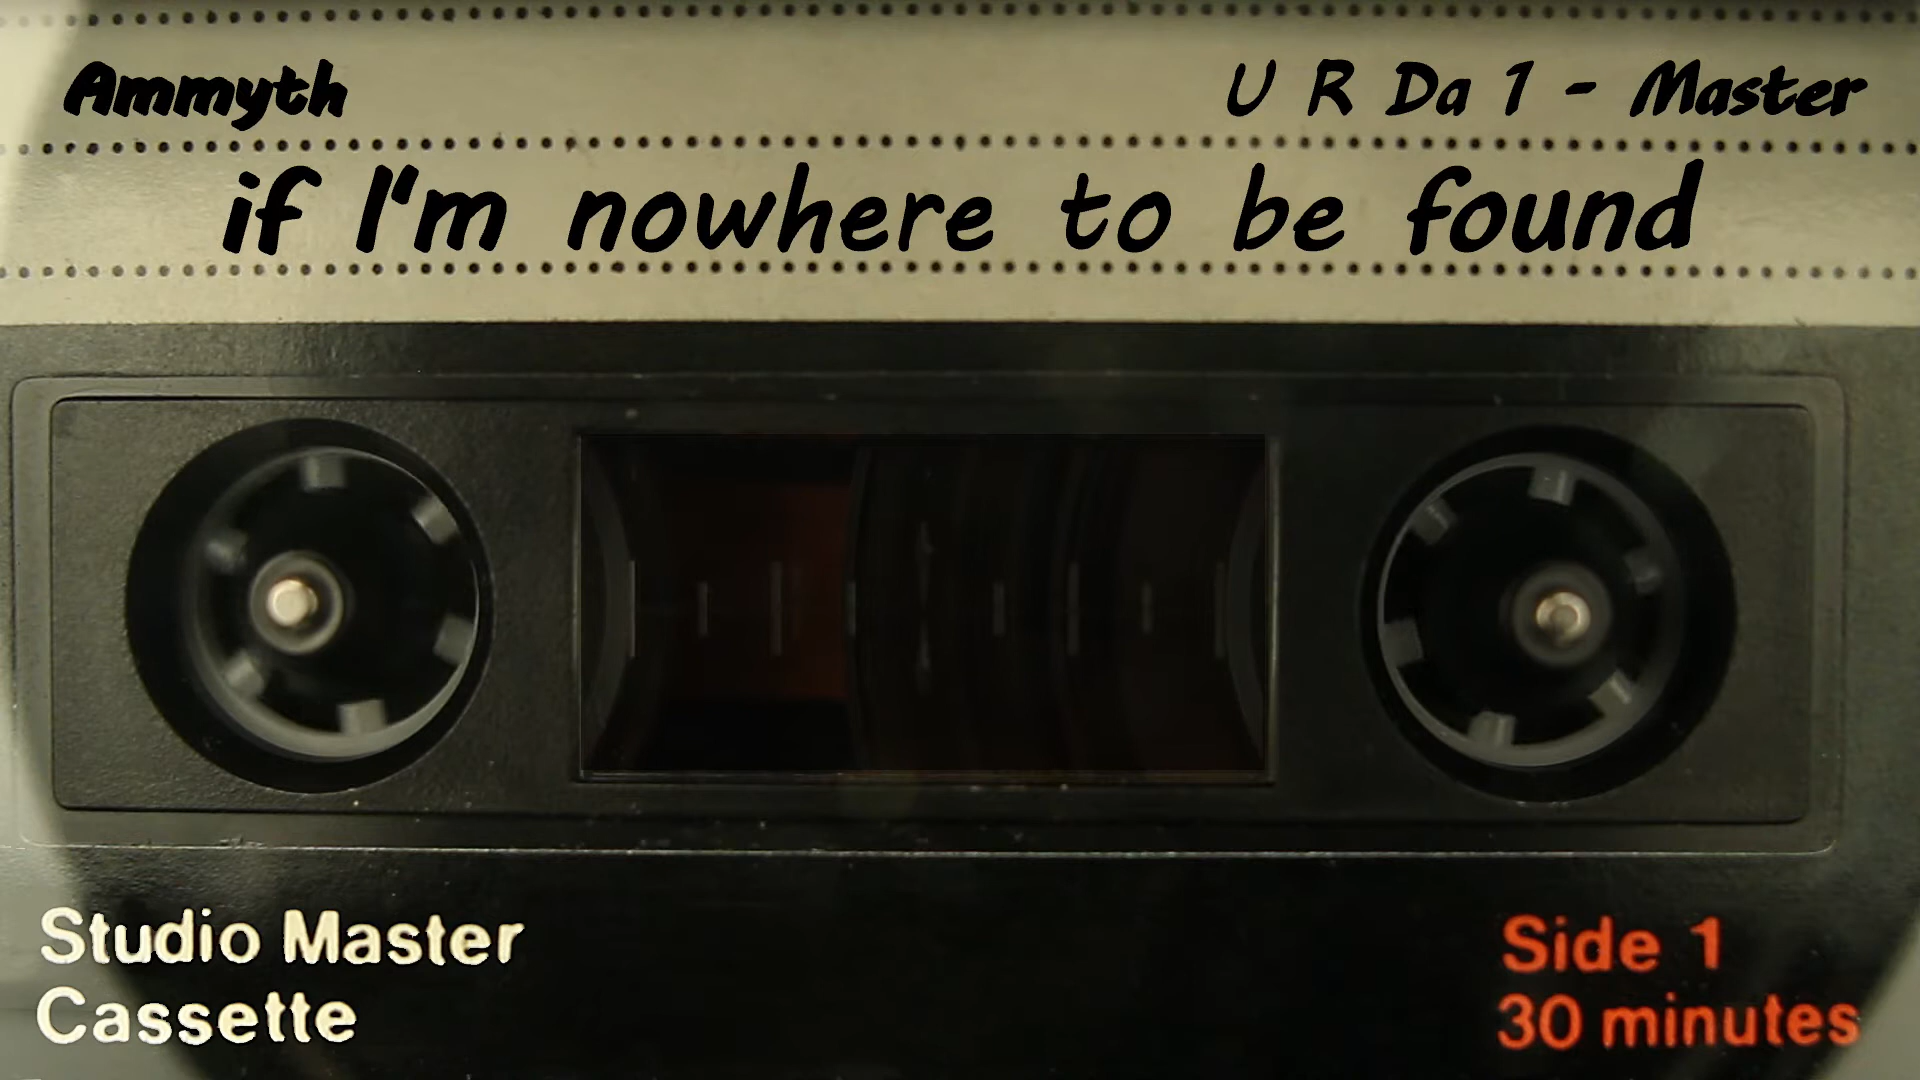 Ammyth
U R Da 1 - Master
if I'm nowhere to be found
Studio Master
Cassette
Side 1
30 minutes